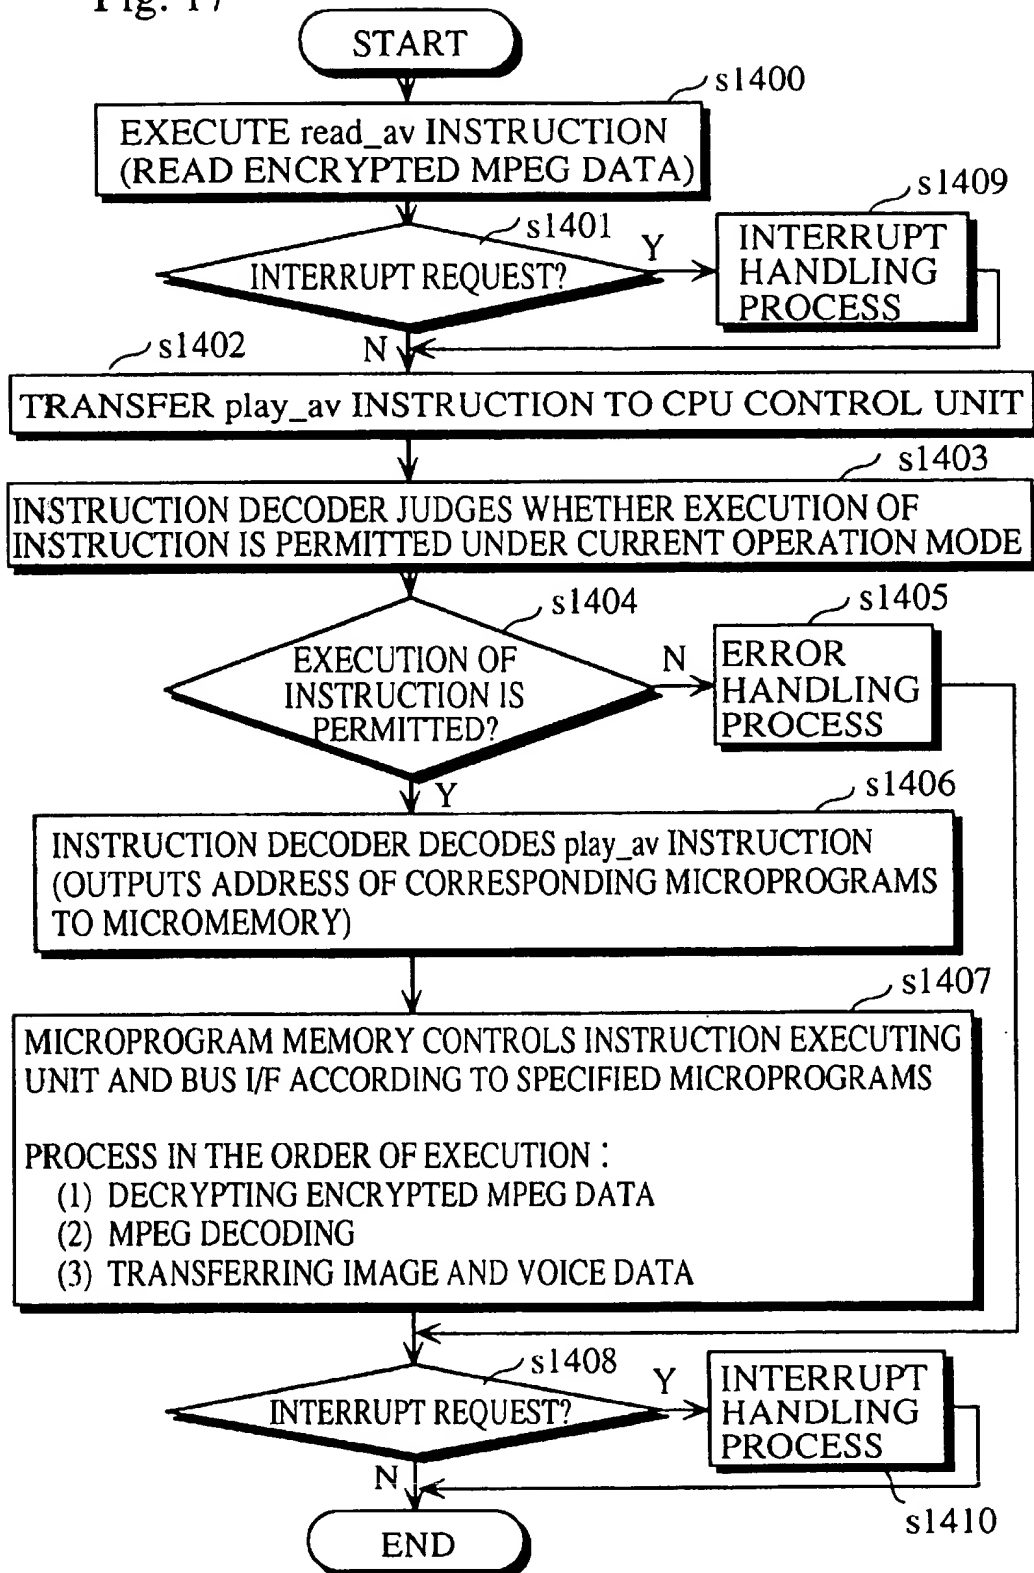 Fig. 17
START
s1400
EXECUTE read_av INSTRUCTION
(READ ENCRYPTED MPEG DATA)
s1401
INTERRUPT REQUEST?
Y
s1409
INTERRUPT
HANDLING
PROCESS
N
s1402
TRANSFER play_av INSTRUCTION TO CPU CONTROL UNIT
s1403
INSTRUCTION DECODER JUDGES WHETHER EXECUTION OF
INSTRUCTION IS PERMITTED UNDER CURRENT OPERATION MODE
s1404
EXECUTION OF
INSTRUCTION IS
PERMITTED?
N
s1405
ERROR
HANDLING
PROCESS
Y
s1406
INSTRUCTION DECODER DECODES play_av INSTRUCTION
(OUTPUTS ADDRESS OF CORRESPONDING MICROPROGRAMS
TO MICROMEMORY)
s1407
MICROPROGRAM MEMORY CONTROLS INSTRUCTION EXECUTING
UNIT AND BUS I/F ACCORDING TO SPECIFIED MICROPROGRAMS
PROCESS IN THE ORDER OF EXECUTION :
(1) DECRYPTING ENCRYPTED MPEG DATA
(2) MPEG DECODING
(3) TRANSFERRING IMAGE AND VOICE DATA
s1408
INTERRUPT REQUEST?
Y
INTERRUPT
HANDLING
PROCESS
s1410
N
END